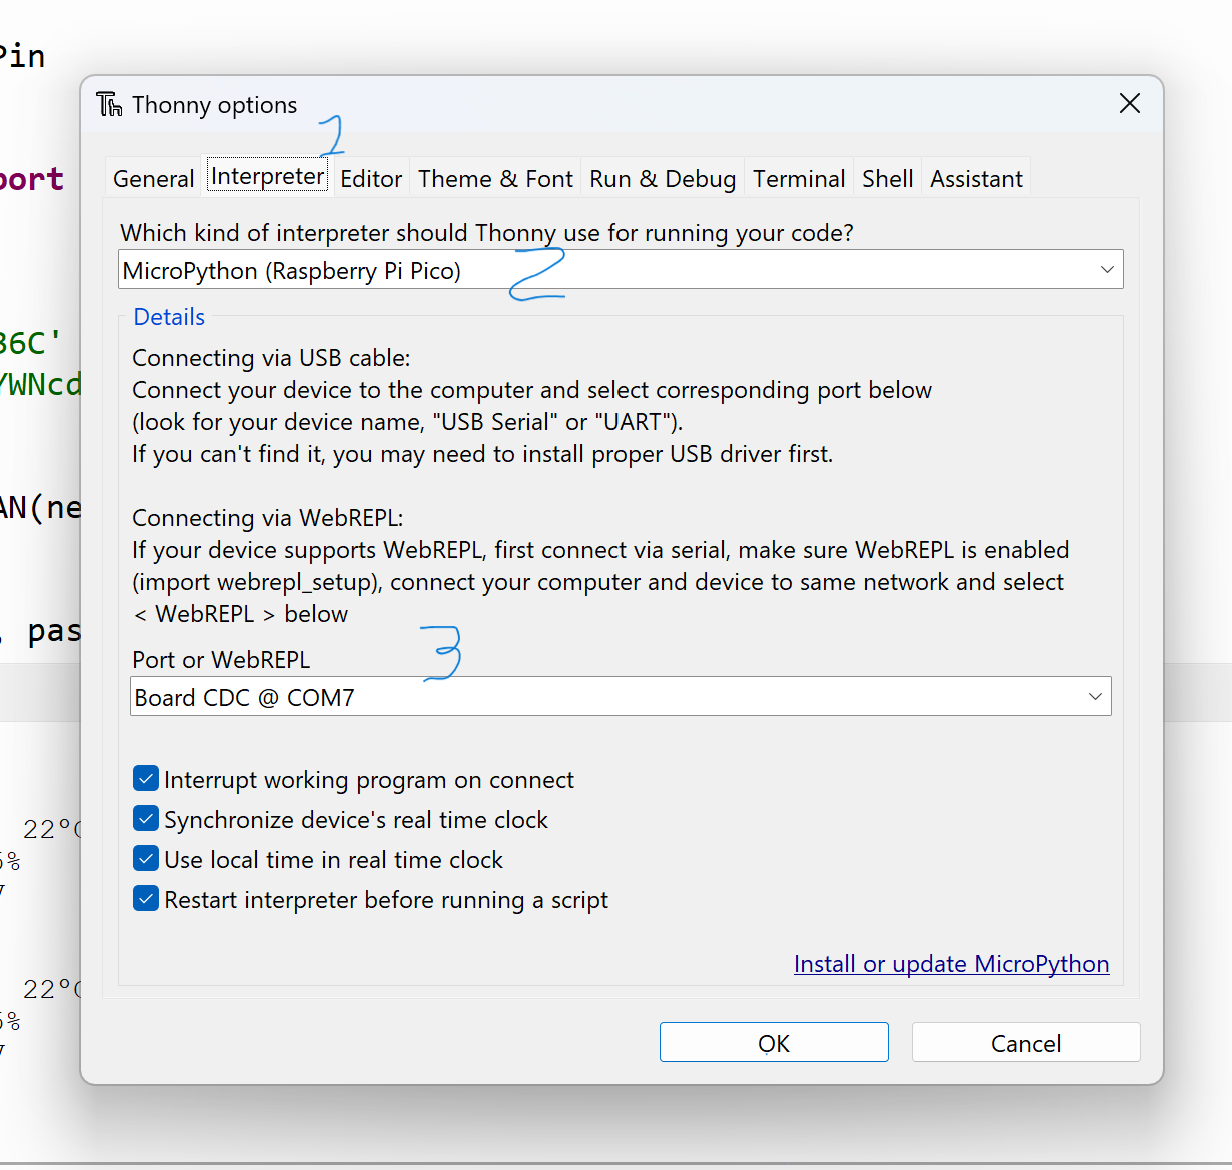 Pin
port
36C'
YWNcd
AN(ne
, pas
22°C
5%
22°C
5%
Thonny options
1
General Interpreter Editor Theme & Font Run & Debug Terminal Shell Assistant
Which kind of interpreter should Thonny use for running your code?
2
MicroPython (Raspberry Pi Pico)
Details
Connecting via USB cable:
Connect your device to the computer and select corresponding port below
(look for your device name, "USB Serial" or "UART").
If you can't find it, you may need to install proper USB driver first.
Connecting via WebREPL:
If your device supports WebREPL, first connect via serial, make sure WebREPL is enabled
(import webrepl_setup), connect your computer and device to same network and select
< WebREPL > below
3
Port or WebREPL
Board CDC @ COM7
Interrupt working program on connect
Synchronize device's real time clock
Use local time in real time clock
Restart interpreter before running a script
Install or update MicroPython
OK Cancel